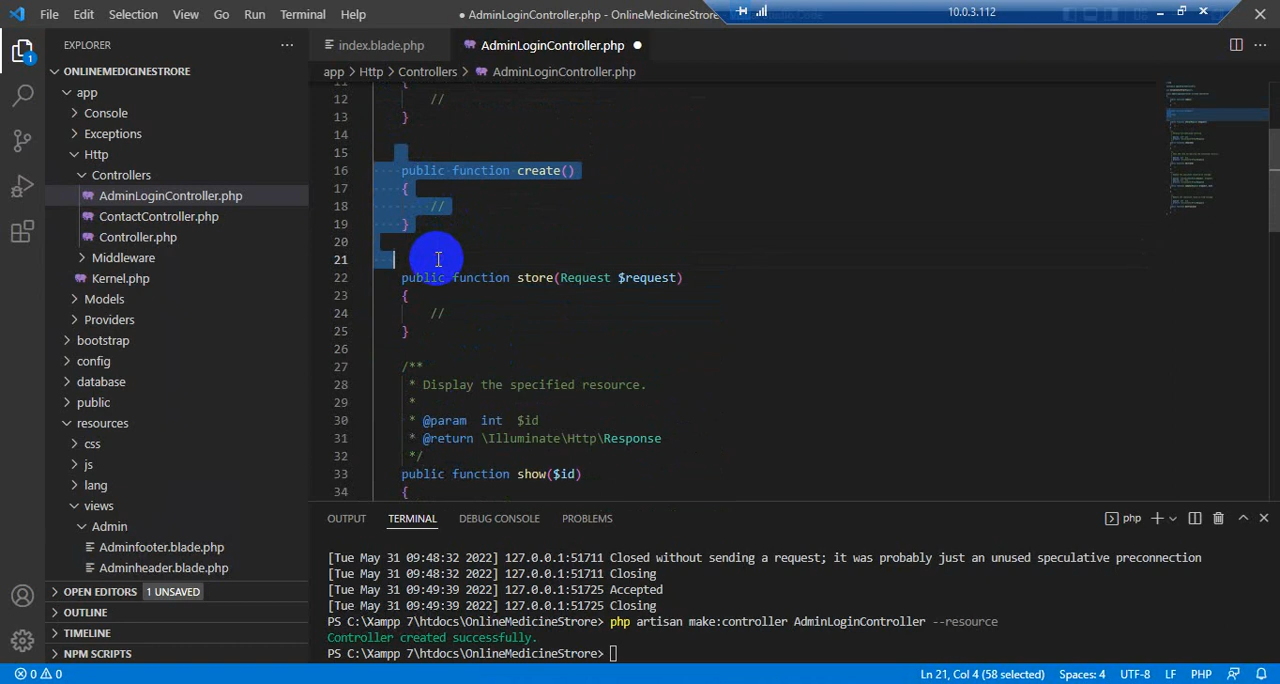 File Edit Selection View Go Run Terminal Help
● AdminLoginController.php - OnlineMedicineStrore
10.0.3.112
EXPLORER
ONLINEMEDICINESTRORE
app
Console
Exceptions
Http
Controllers
AdminLoginController.php
ContactController.php
Controller.php
Middleware
Kernel.php
Models
Providers
bootstrap
config
database
public
resources
css
js
lang
views
Admin
Adminfooter.blade.php
Adminheader.blade.php
OPEN EDITORS 1 UNSAVED
OUTLINE
TIMELINE
NPM SCRIPTS
index.blade.php
AdminLoginController.php
app > Http > Controllers > AdminLoginController.php
11 {
12 //
13 }
14
15
16 public function create()
17 {
18 //
19 }
20
21
22 public function store(Request $request)
23 {
24 //
25 }
26
27 /**
28 * Display the specified resource.
29 *
30 * @param int $id
31 * @return \Illuminate\Http\Response
32 */
33 public function show($id)
34 {
OUTPUT TERMINAL DEBUG CONSOLE PROBLEMS
php
[Tue May 31 09:48:32 2022] 127.0.0.1:51711 Closed without sending a request; it was probably just an unused speculative preconnection
[Tue May 31 09:48:32 2022] 127.0.0.1:51711 Closing
[Tue May 31 09:49:39 2022] 127.0.0.1:51725 Accepted
[Tue May 31 09:49:39 2022] 127.0.0.1:51725 Closing
PS C:\Xampp 7\htdocs\OnlineMedicineStrore> php artisan make:controller AdminLoginController --resource
Controller created successfully.
PS C:\Xampp 7\htdocs\OnlineMedicineStrore>
0 0 Ln 21, Col 4 (58 selected) Spaces: 4 UTF-8 LF PHP